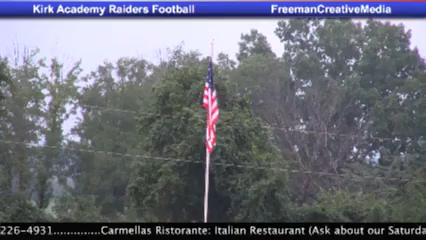 Kirk Academy Raiders Football
FreemanCreativeMedia
226-4931...............Carmellas Ristorante: Italian Restaurant (Ask about our Saturda